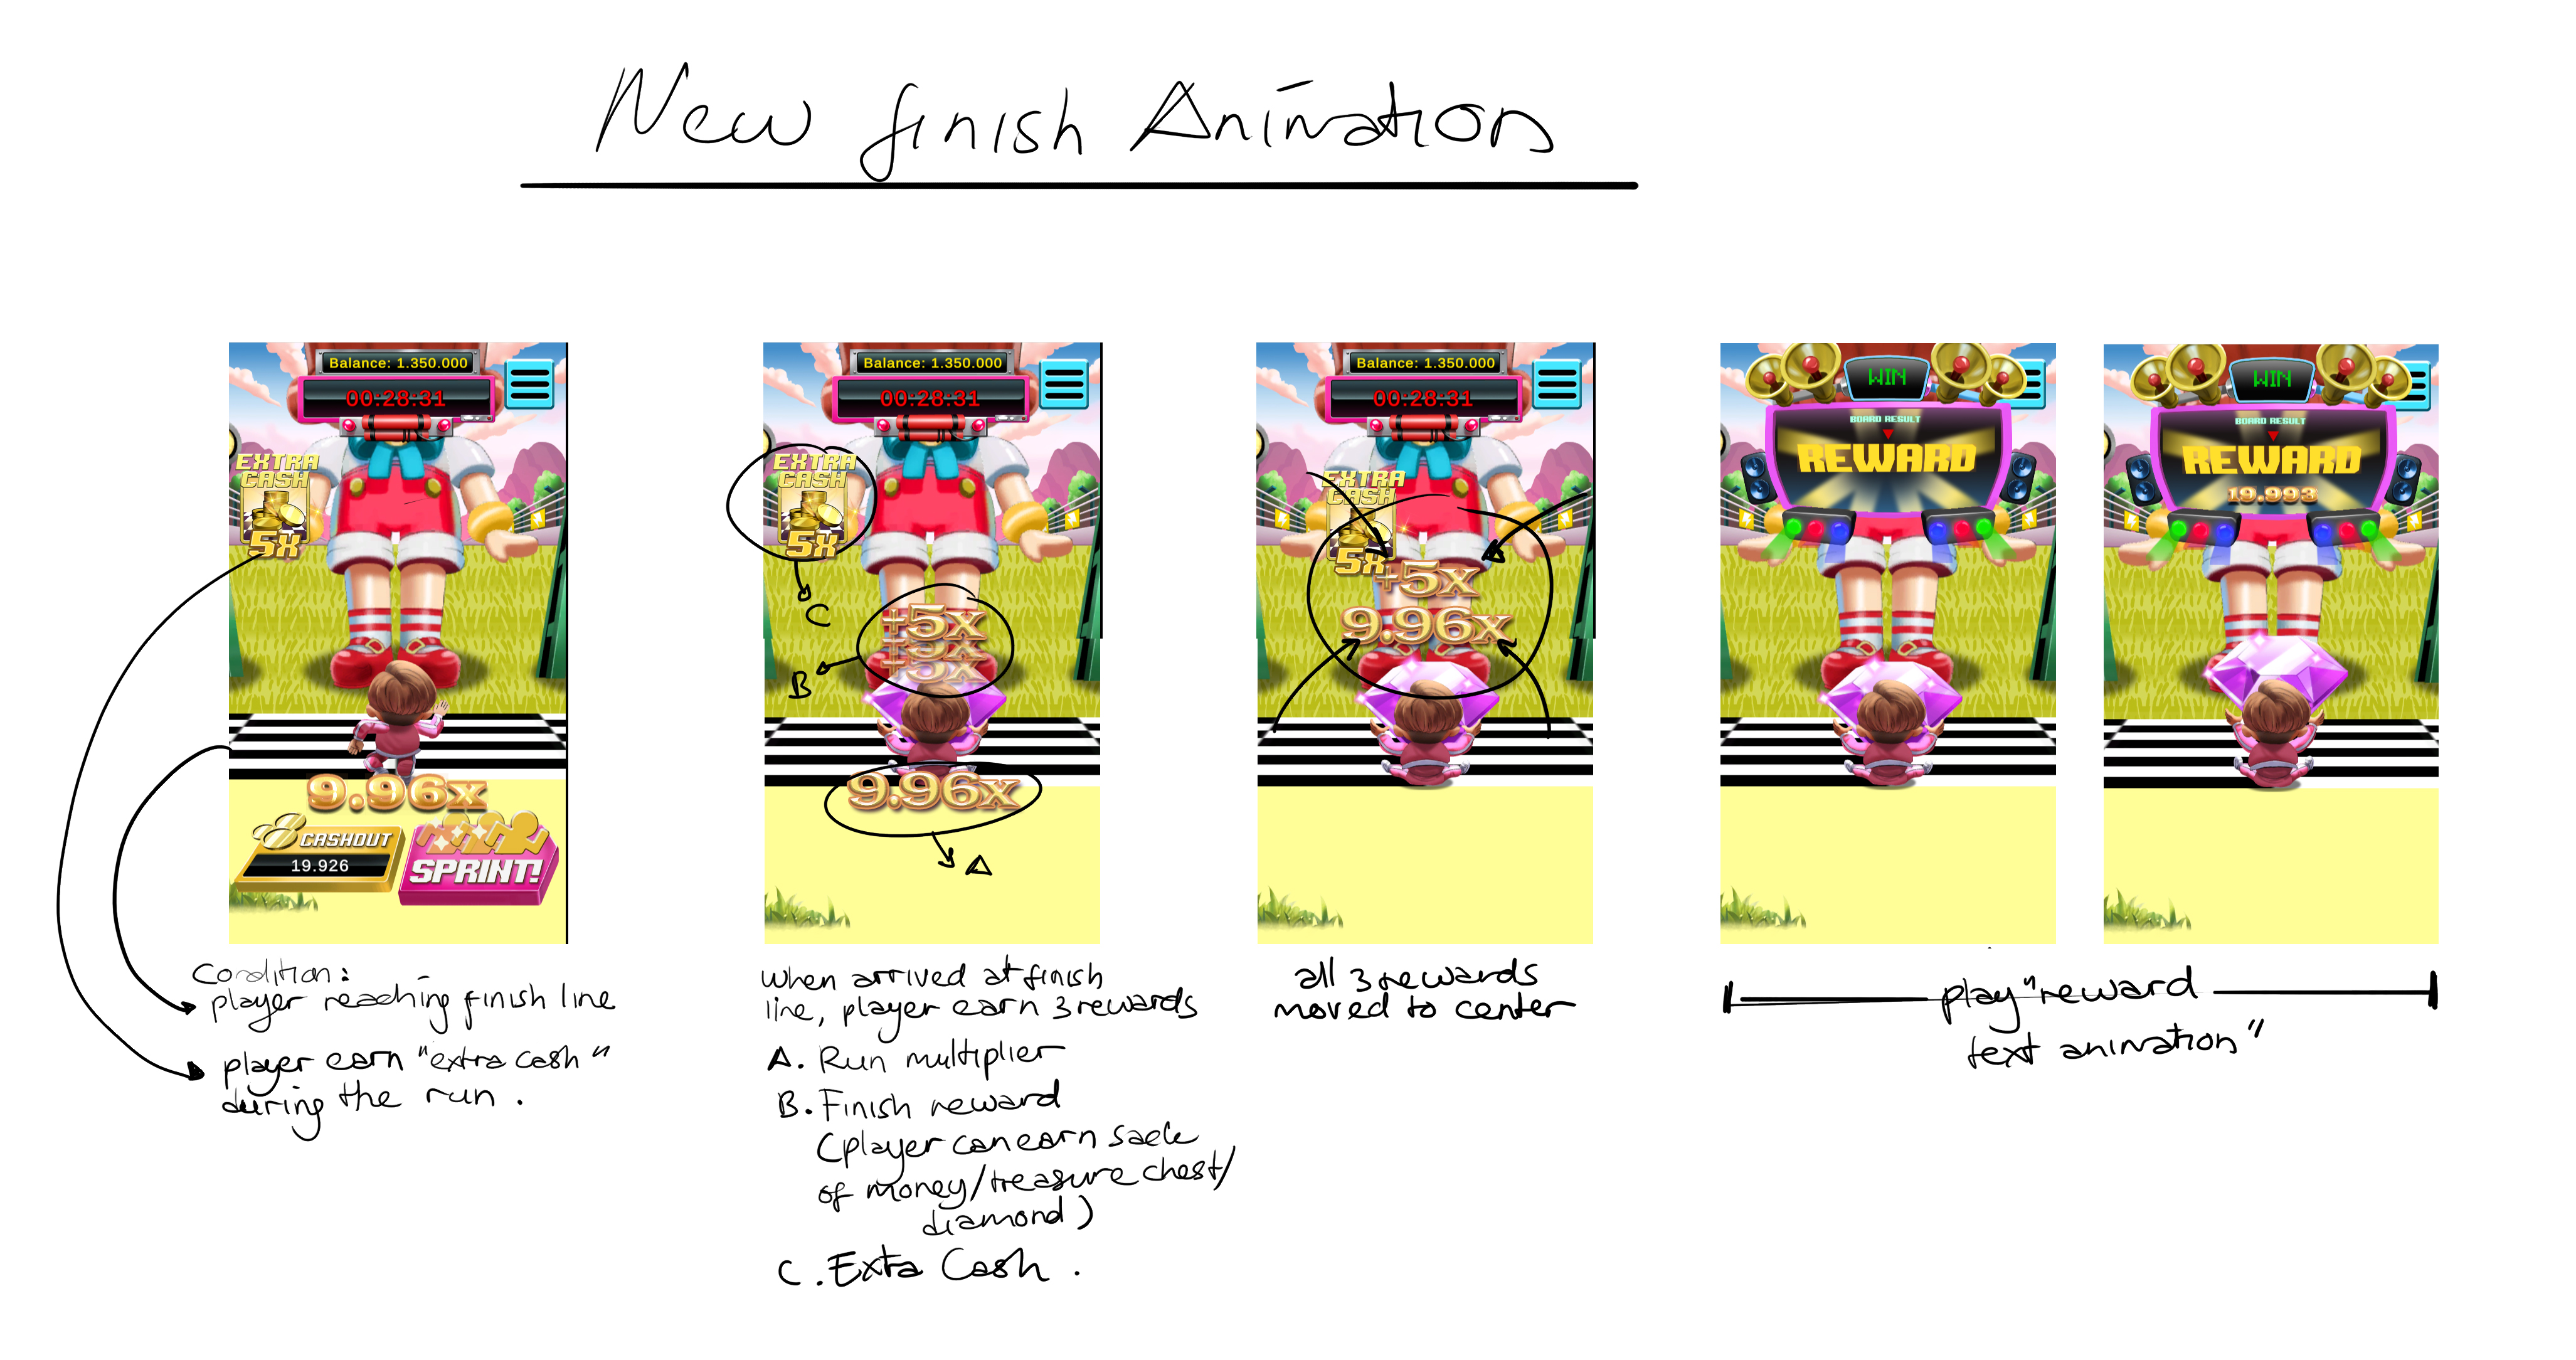 New finish Animation
Balance: 1.350.000
00:28:31
EXTRA
CASH
5X
9.96x
CASHOUT
19.926
SPRINT!
Condition:
player reaching finish line
player earn "extra cash"
during the run.
Balance: 1.350.000
00:28:31
EXTRA
CASH
5X
C
+5x
+5x
+5x
B
9.96x
A
when arrived at finish
line, player earn 3 rewards
A. Run multiplier
B. Finish reward
(player can earn sack
of money/treasure chest/
diamond)
C. Exta Cash.
Balance: 1.350.000
00:28:31
EXTRA
CASH
5X
+5x
9.96x
all 3 rewards
moved to center
WIN
BOARD RESULT
REWARD
WIN
BOARD RESULT
REWARD
19.993
play "reward
text animation"